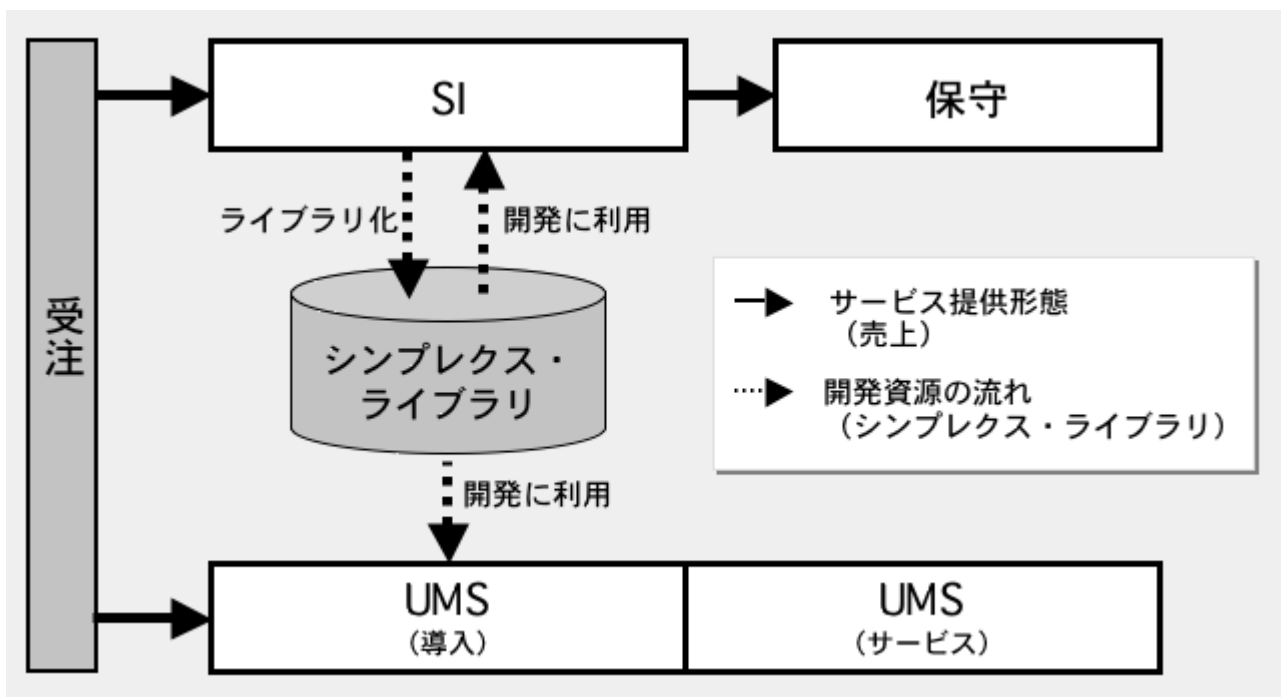 受注
SI
保守
ライブラリ化
開発に利用
シンプレクス・
ライブラリ
開発に利用
サービス提供形態
（売上）
開発資源の流れ
（シンプレクス・ライブラリ）
UMS
（導入）
UMS
（サービス）